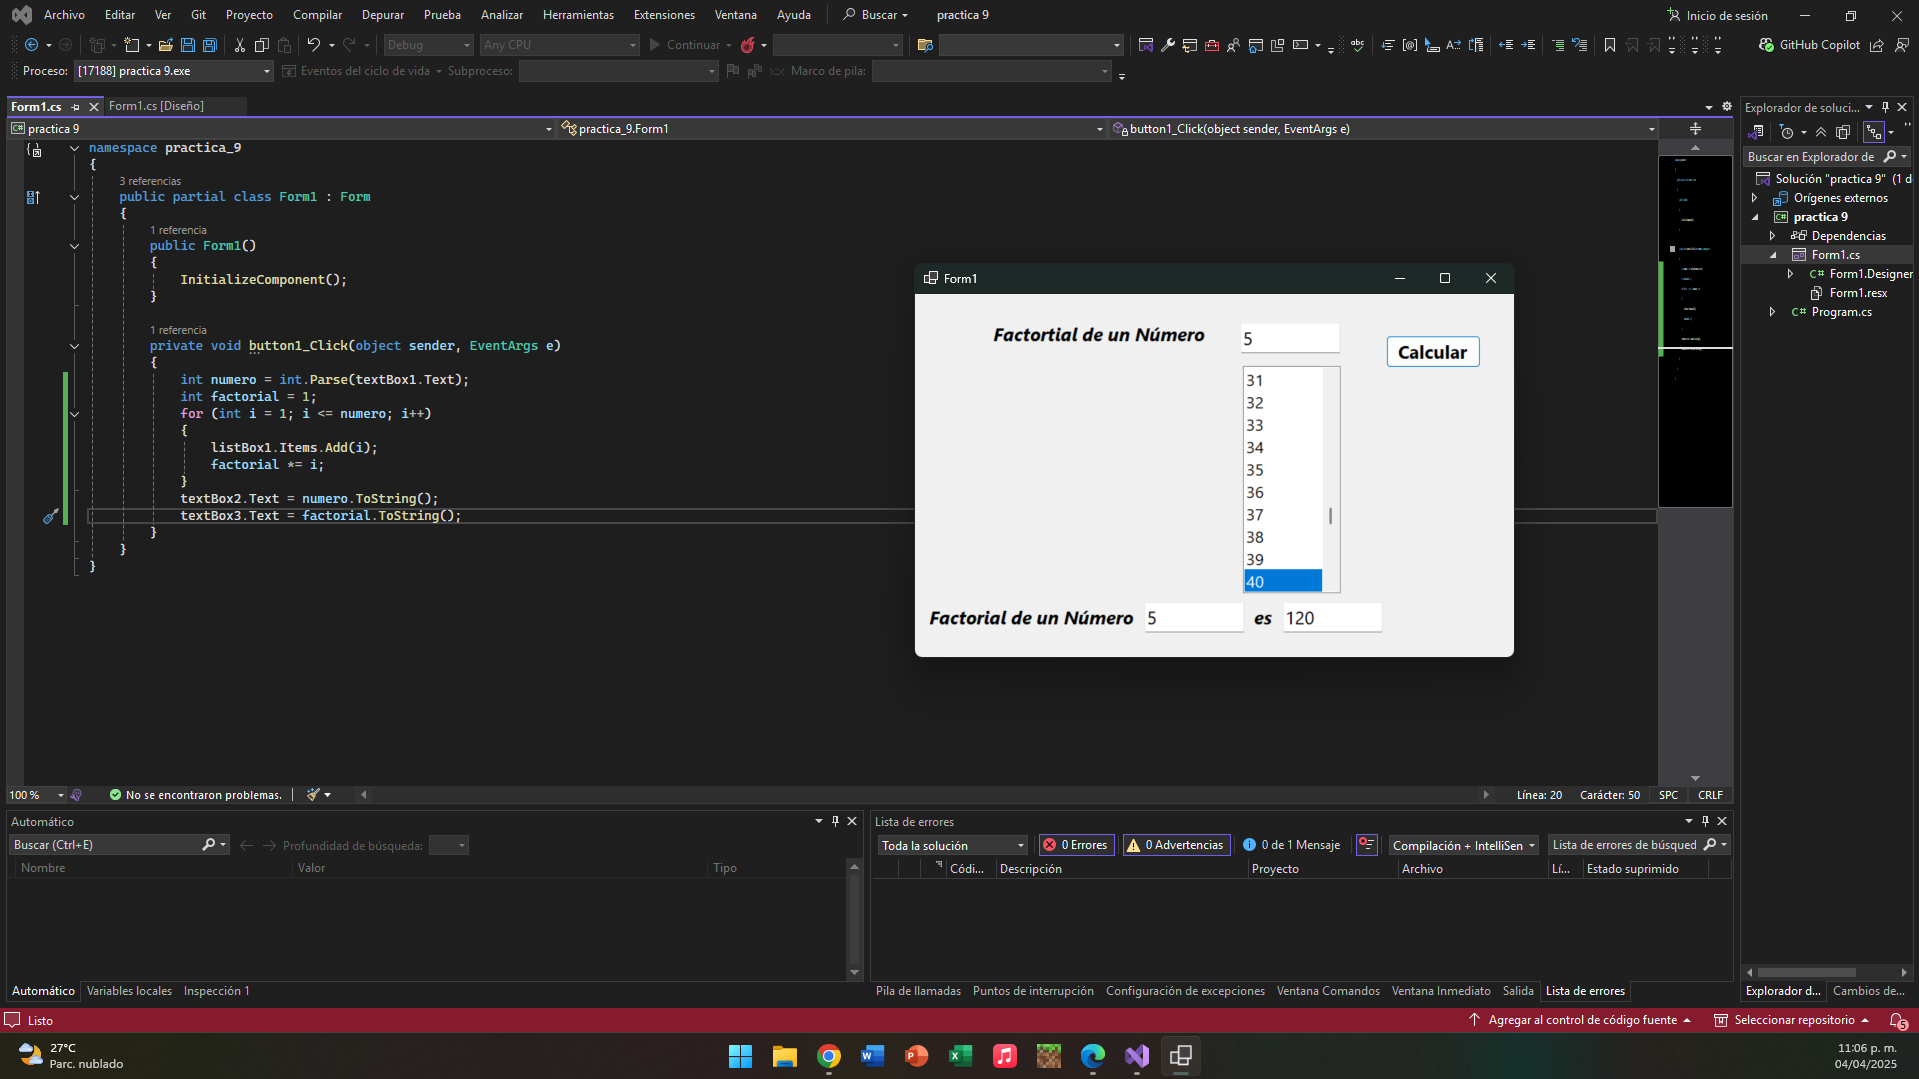 Archivo Editar Ver Git Proyecto Compilar Depurar Prueba Analizar Herramientas Extensiones Ventana Ayuda Buscar practica 9 Inicio de sesión
Debug Any CPU Continuar GitHub Copilot
Proceso: [17188] practica 9.exe Eventos del ciclo de vida Subproceso: Marco de pila:
Form1.cs Form1.cs [Diseño]
practica 9 practica_9.Form1 button1_Click(object sender, EventArgs e)
namespace practica_9
{
3 referencias
public partial class Form1 : Form
{
1 referencia
public Form1()
{
InitializeComponent();
}
1 referencia
private void button1_Click(object sender, EventArgs e)
{
int numero = int.Parse(textBox1.Text);
int factorial = 1;
for (int i = 1; i <= numero; i++)
{
listBox1.Items.Add(i);
factorial *= i;
}
textBox2.Text = numero.ToString();
textBox3.Text = factorial.ToString();
}
}
}
Form1
Factortial de un Número 5 Calcular
31
32
33
34
35
36
37
38
39
40
Factorial de un Número 5 es 120
Explorador de soluci...
Buscar en Explorador de
Solución "practica 9" (1 d
Orígenes externos
C# practica 9
Dependencias
Form1.cs
C# Form1.Designer
Form1.resx
C# Program.cs
100 % No se encontraron problemas. Línea: 20 Carácter: 50 SPC CRLF
Automático
Buscar (Ctrl+E) Profundidad de búsqueda:
Nombre Valor Tipo
Automático Variables locales Inspección 1
Lista de errores
Toda la solución 0 Errores 0 Advertencias 0 de 1 Mensaje Compilación + IntelliSen Lista de errores de búsqued
Códi... Descripción Proyecto Archivo Lí... Estado suprimido
Pila de llamadas Puntos de interrupción Configuración de excepciones Ventana Comandos Ventana Inmediato Salida Lista de errores
Explorador d... Cambios de...
Listo Agregar al control de código fuente Seleccionar repositorio 5
27°C
Parc. nublado
11:06 p. m.
04/04/2025